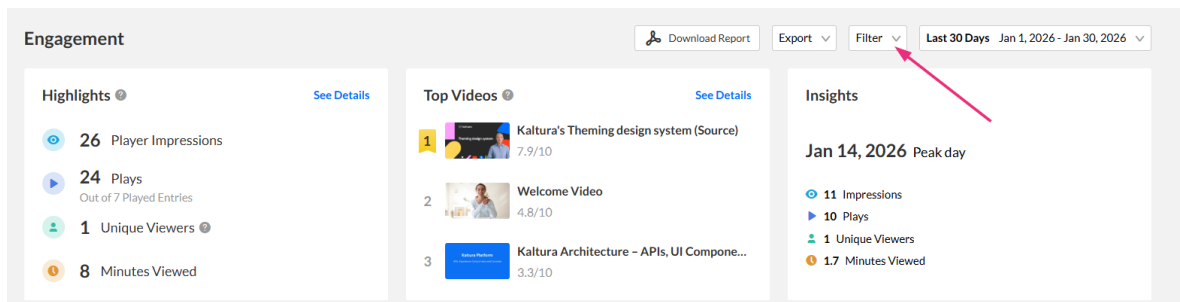 Engagement
Download Report
Export
Filter
Last 30 Days Jan 1, 2026 - Jan 30, 2026
Highlights
See Details
26 Player Impressions
24 Plays
Out of 7 Played Entries
1 Unique Viewers
8 Minutes Viewed
Top Videos
See Details
1
Kaltura's Theming design system (Source)
7.9/10
2
Welcome Video
4.8/10
Kaltura Platform
3
Kaltura Architecture – APIs, UI Compone...
3.3/10
Insights
Jan 14, 2026 Peak day
11 Impressions
10 Plays
1 Unique Viewers
1.7 Minutes Viewed